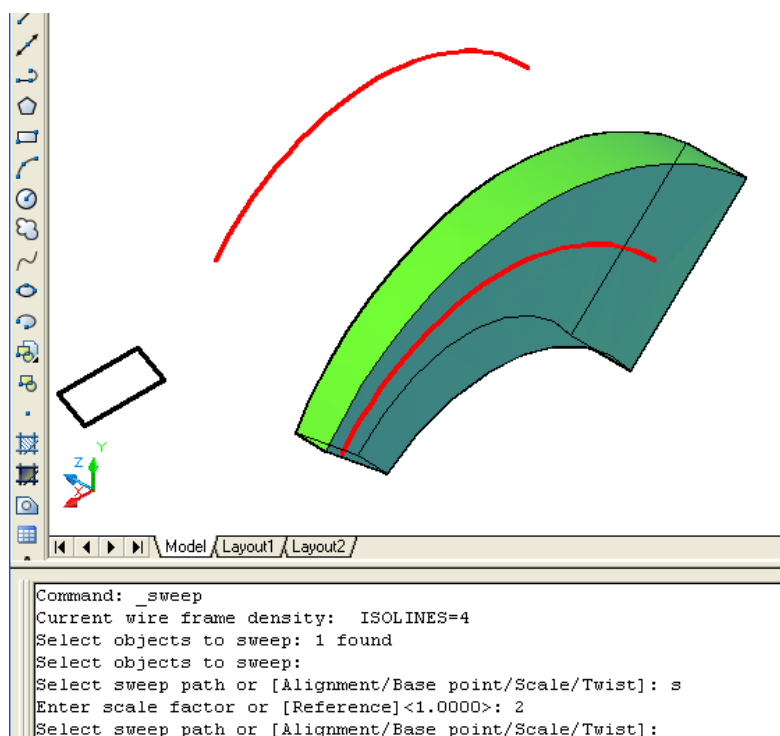 Y
Z
X
Model Layout1 Layout2
Command: _sweep
Current wire frame density:  ISOLINES=4
Select objects to sweep: 1 found
Select objects to sweep:
Select sweep path or [Alignment/Base point/Scale/Twist]: s
Enter scale factor or [Reference]<1.0000>: 2
Select sweep path or [Alignment/Base point/Scale/Twist]: